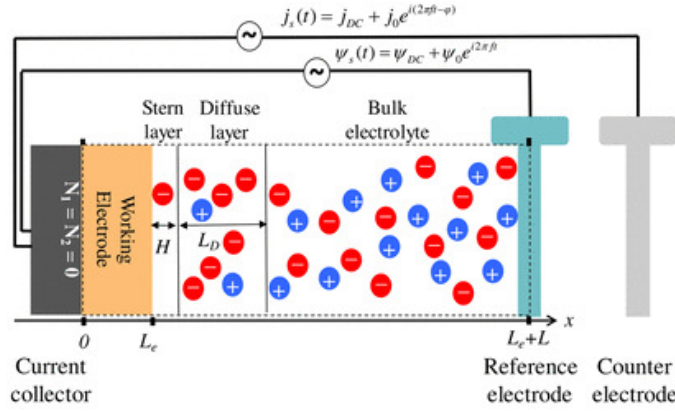 j_s(t) = j_DC + j_0e^{i(2πft-φ)}
ψ_s(t) = ψ_DC + ψ_0e^{i2πft}
Stern layer
Diffuse layer
Bulk electrolyte
N_1 = N_2 = 0
Working Electrode
H
L_D
0
L_e
L_e+L
x
Current collector
Reference electrode
Counter electrode